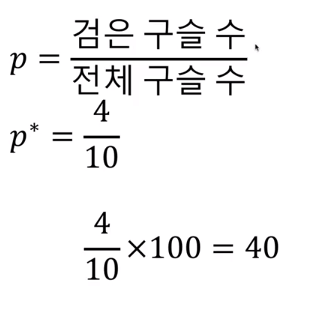 p = 검은 구슬 수 / 전체 구슬 수
p* = 4/10
4/10 × 100 = 40